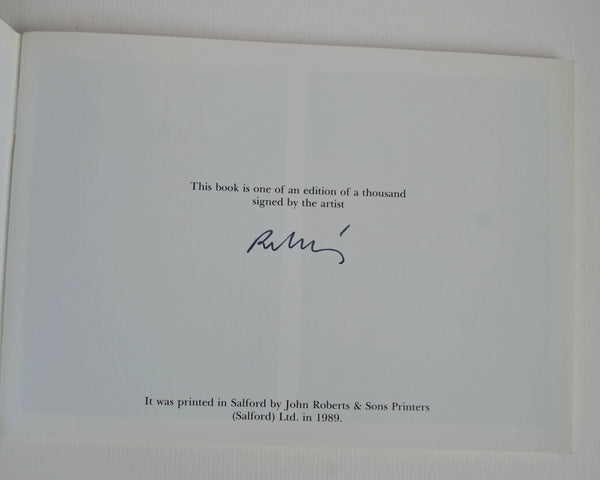 This book is one of an edition of a thousand
signed by the artist
It was printed in Salford by John Roberts & Sons Printers
(Salford) Ltd. in 1989.